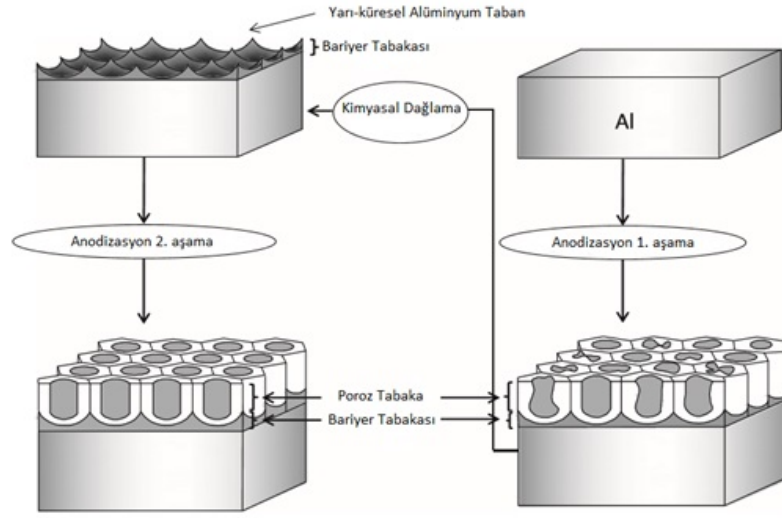 Yarı-küresel Alüminyum Taban
Bariyer Tabakası
Kimyasal Dağlama
Al
Anodizasyon 2. aşama
Anodizasyon 1. aşama
Poroz Tabaka
Bariyer Tabakası